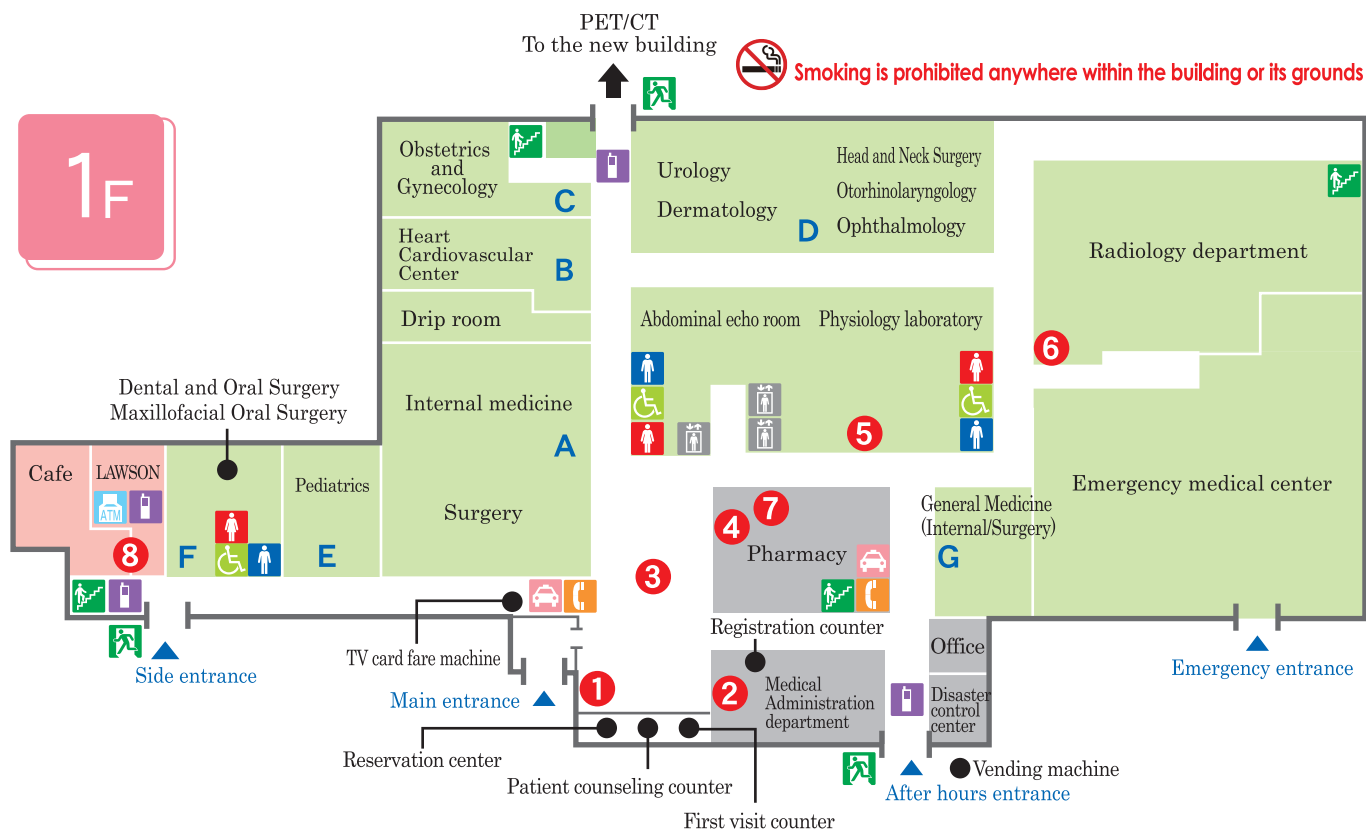 PET/CT
To the new building
Smoking is prohibited anywhere within the building or its grounds
1F
Obstetrics
and
Gynecology
C
Urology
Dermatology
D
Head and Neck Surgery
Otorhinolaryngology
Ophthalmology
Heart
Cardiovascular
Center
B
Radiology department
Drip room
Abdominal echo room
Physiology laboratory
6
Dental and Oral Surgery
Maxillofacial Oral Surgery
Internal medicine
A
5
Cafe
LAWSON
ATM
Pediatrics
Surgery
General Medicine
(Internal/Surgery)
G
Emergency medical center
4
7
Pharmacy
8
F
E
3
TV card fare machine
Registration counter
Office
Side entrance
Main entrance
Emergency entrance
1
2
Medical
Administration
department
Disaster
control
center
Reservation center
Patient counseling counter
First visit counter
Vending machine
After hours entrance